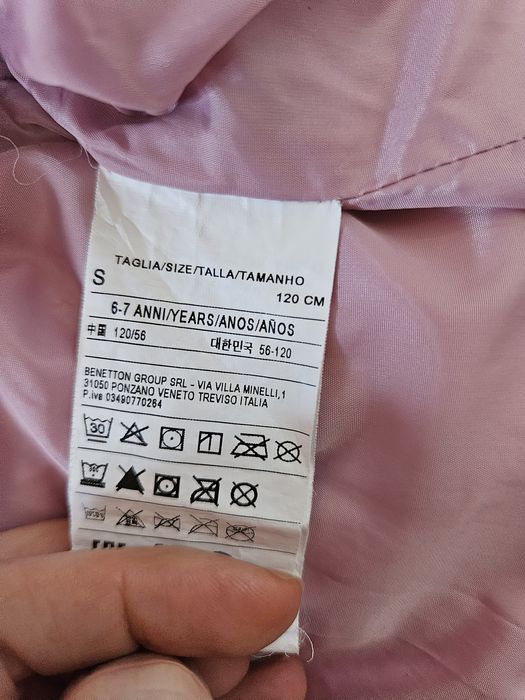 TAGLIA/SIZE/TALLA/TAMANHO
S 120 CM
6-7 ANNI/YEARS/ANOS/AÑOS
中国 120/56 대한민국 56-120
BENETTON GROUP SRL - VIA VILLA MINELLI,1
31050 PONZANO VENETO TREVISO ITALIA
P.iva 03490770264
30